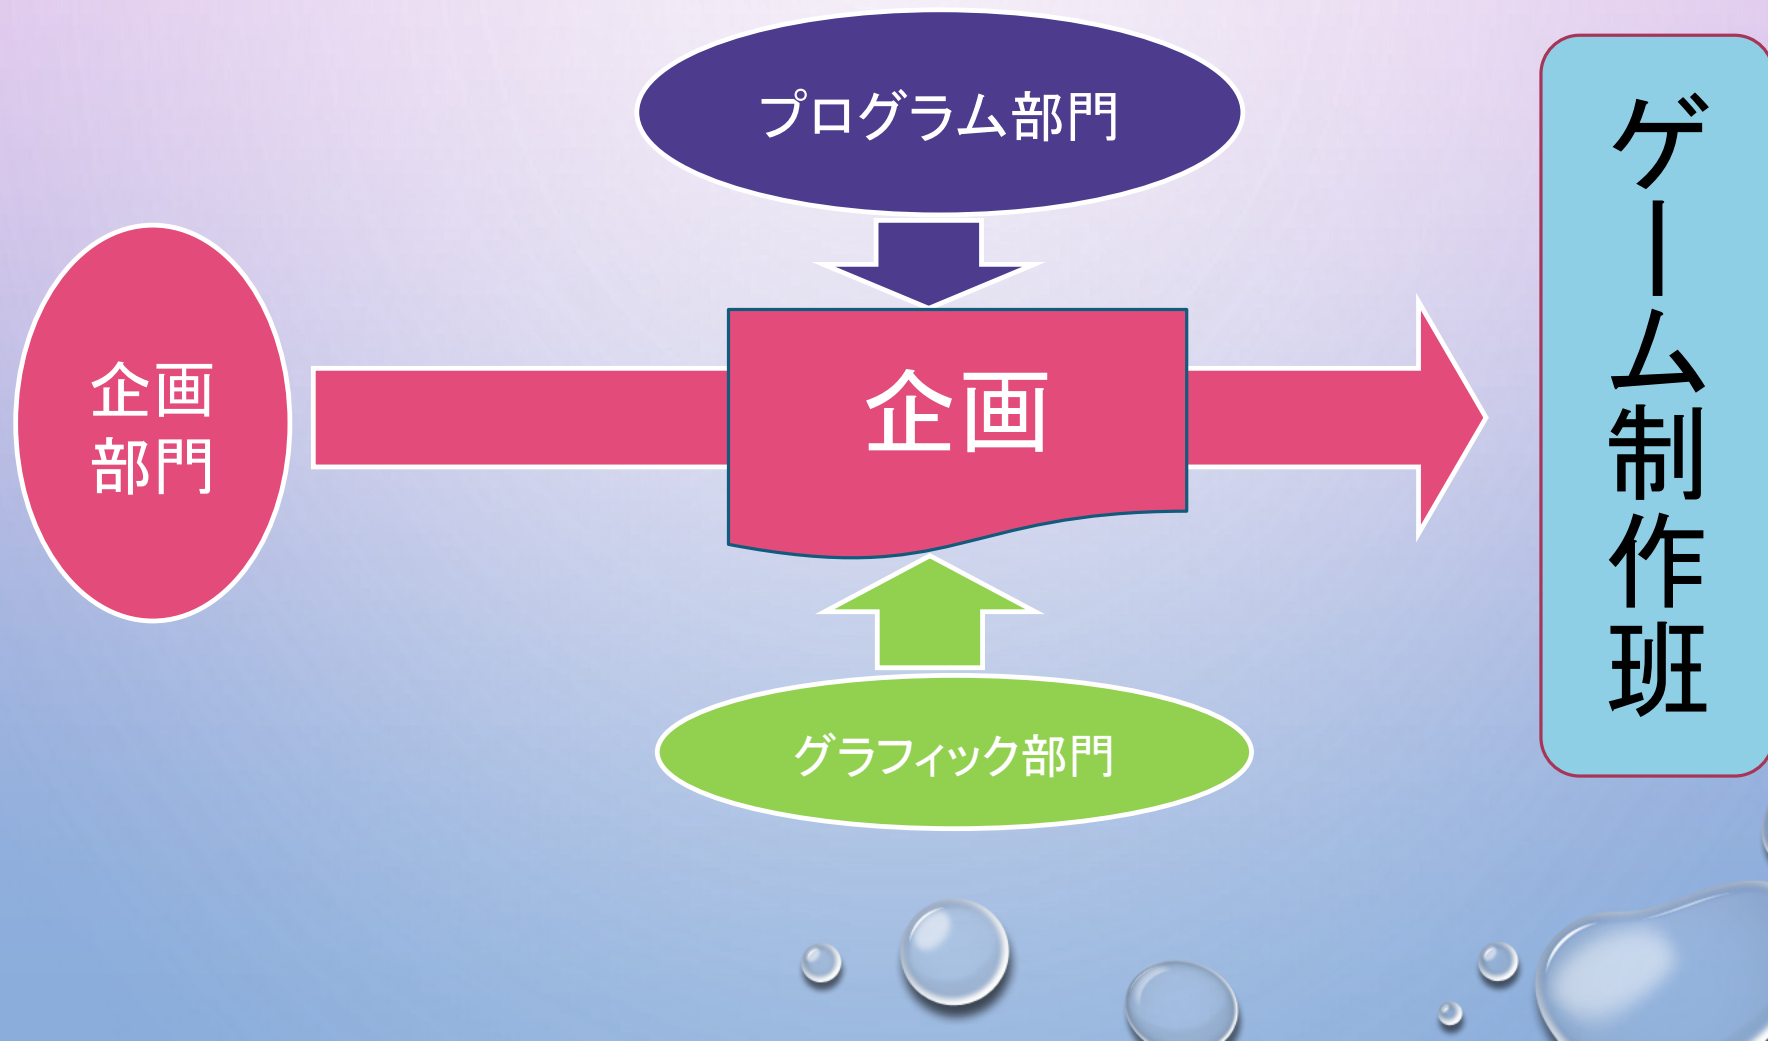 プログラム部門
企画
部門
企画
グラフィック部門
ゲーム制作班